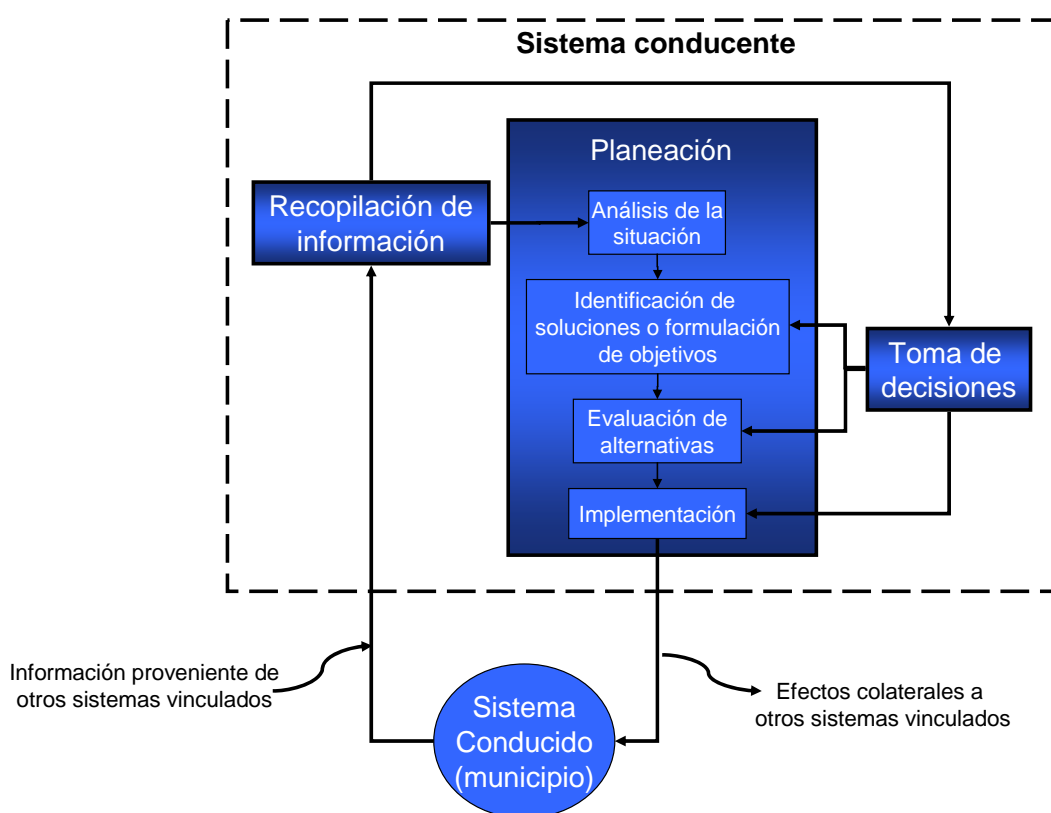 Sistema conducente
Planeación
Recopilación de
información
Análisis de la
situación
Identificación de
soluciones o formulación
de objetivos
Toma de
decisiones
Evaluación de
alternativas
Implementación
Información proveniente de
otros sistemas vinculados
Efectos colaterales a
otros sistemas vinculados
Sistema
Conducido
(municipio)